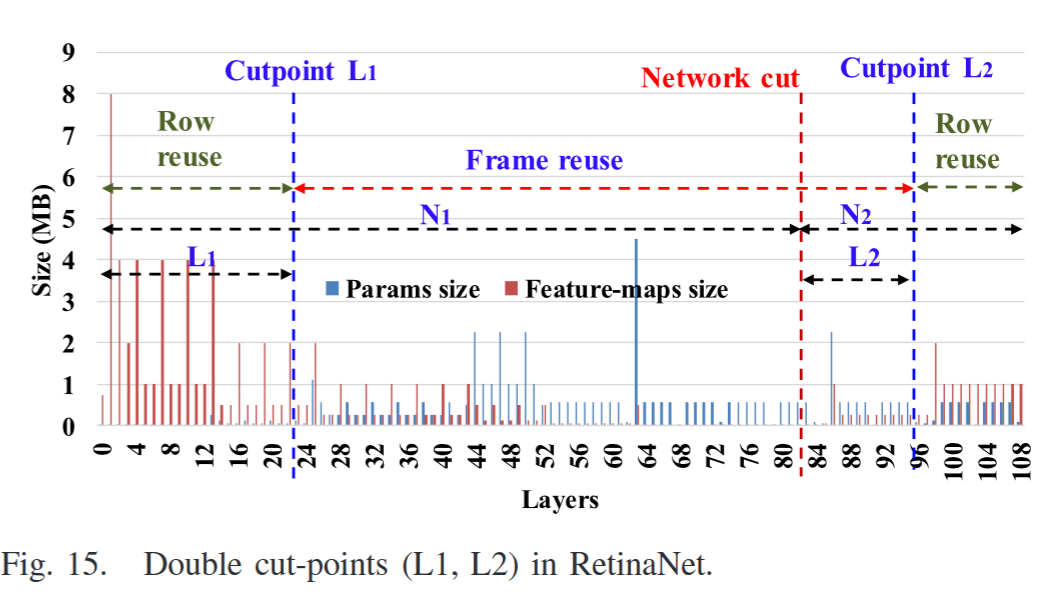 9
Cutpoint L1
Network cut
Cutpoint L2
8
Row
reuse
Row
reuse
7
Frame reuse
6
5
N1
N2
4
L1
L2
Size (MB)
Params size
Feature-maps size
3
2
1
0
0 4 8 12 16 20 24 28 32 36 40 44 48 52 56 60 64 68 72 76 80 84 88 92 96 100 104 108
Layers
Fig. 15. Double cut-points (L1, L2) in RetinaNet.